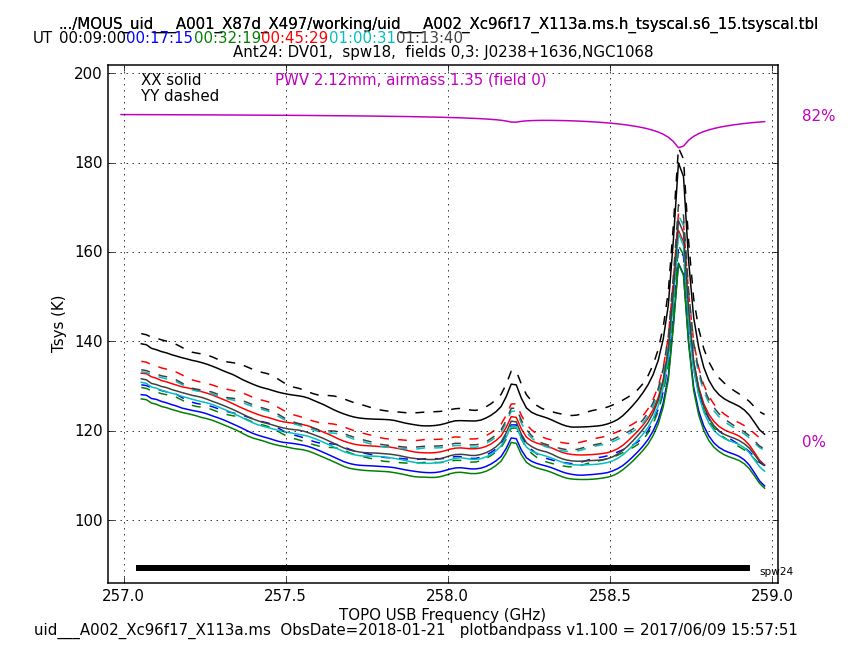 .../MOUS_uid___A001_X87d_X497/working/uid___A002_Xc96f17_X113a.ms.h_tsyscal.s6_15.tsyscal.tbl
UT 00:09:00 00:17:15 00:32:19 00:45:29 01:00:31 01:13:40
Ant24: DV01,  spw18,  fields 0,3: J0238+1636,NGC1068
XX solid
YY dashed
PWV 2.12mm, airmass 1.35 (field 0)
200
180
160
140
120
100
Tsys (K)
82%
0%
spw24
257.0 257.5 258.0 258.5 259.0
TOPO USB Frequency (GHz)
uid___A002_Xc96f17_X113a.ms  ObsDate=2018-01-21   plotbandpass v1.100 = 2017/06/09 15:57:51